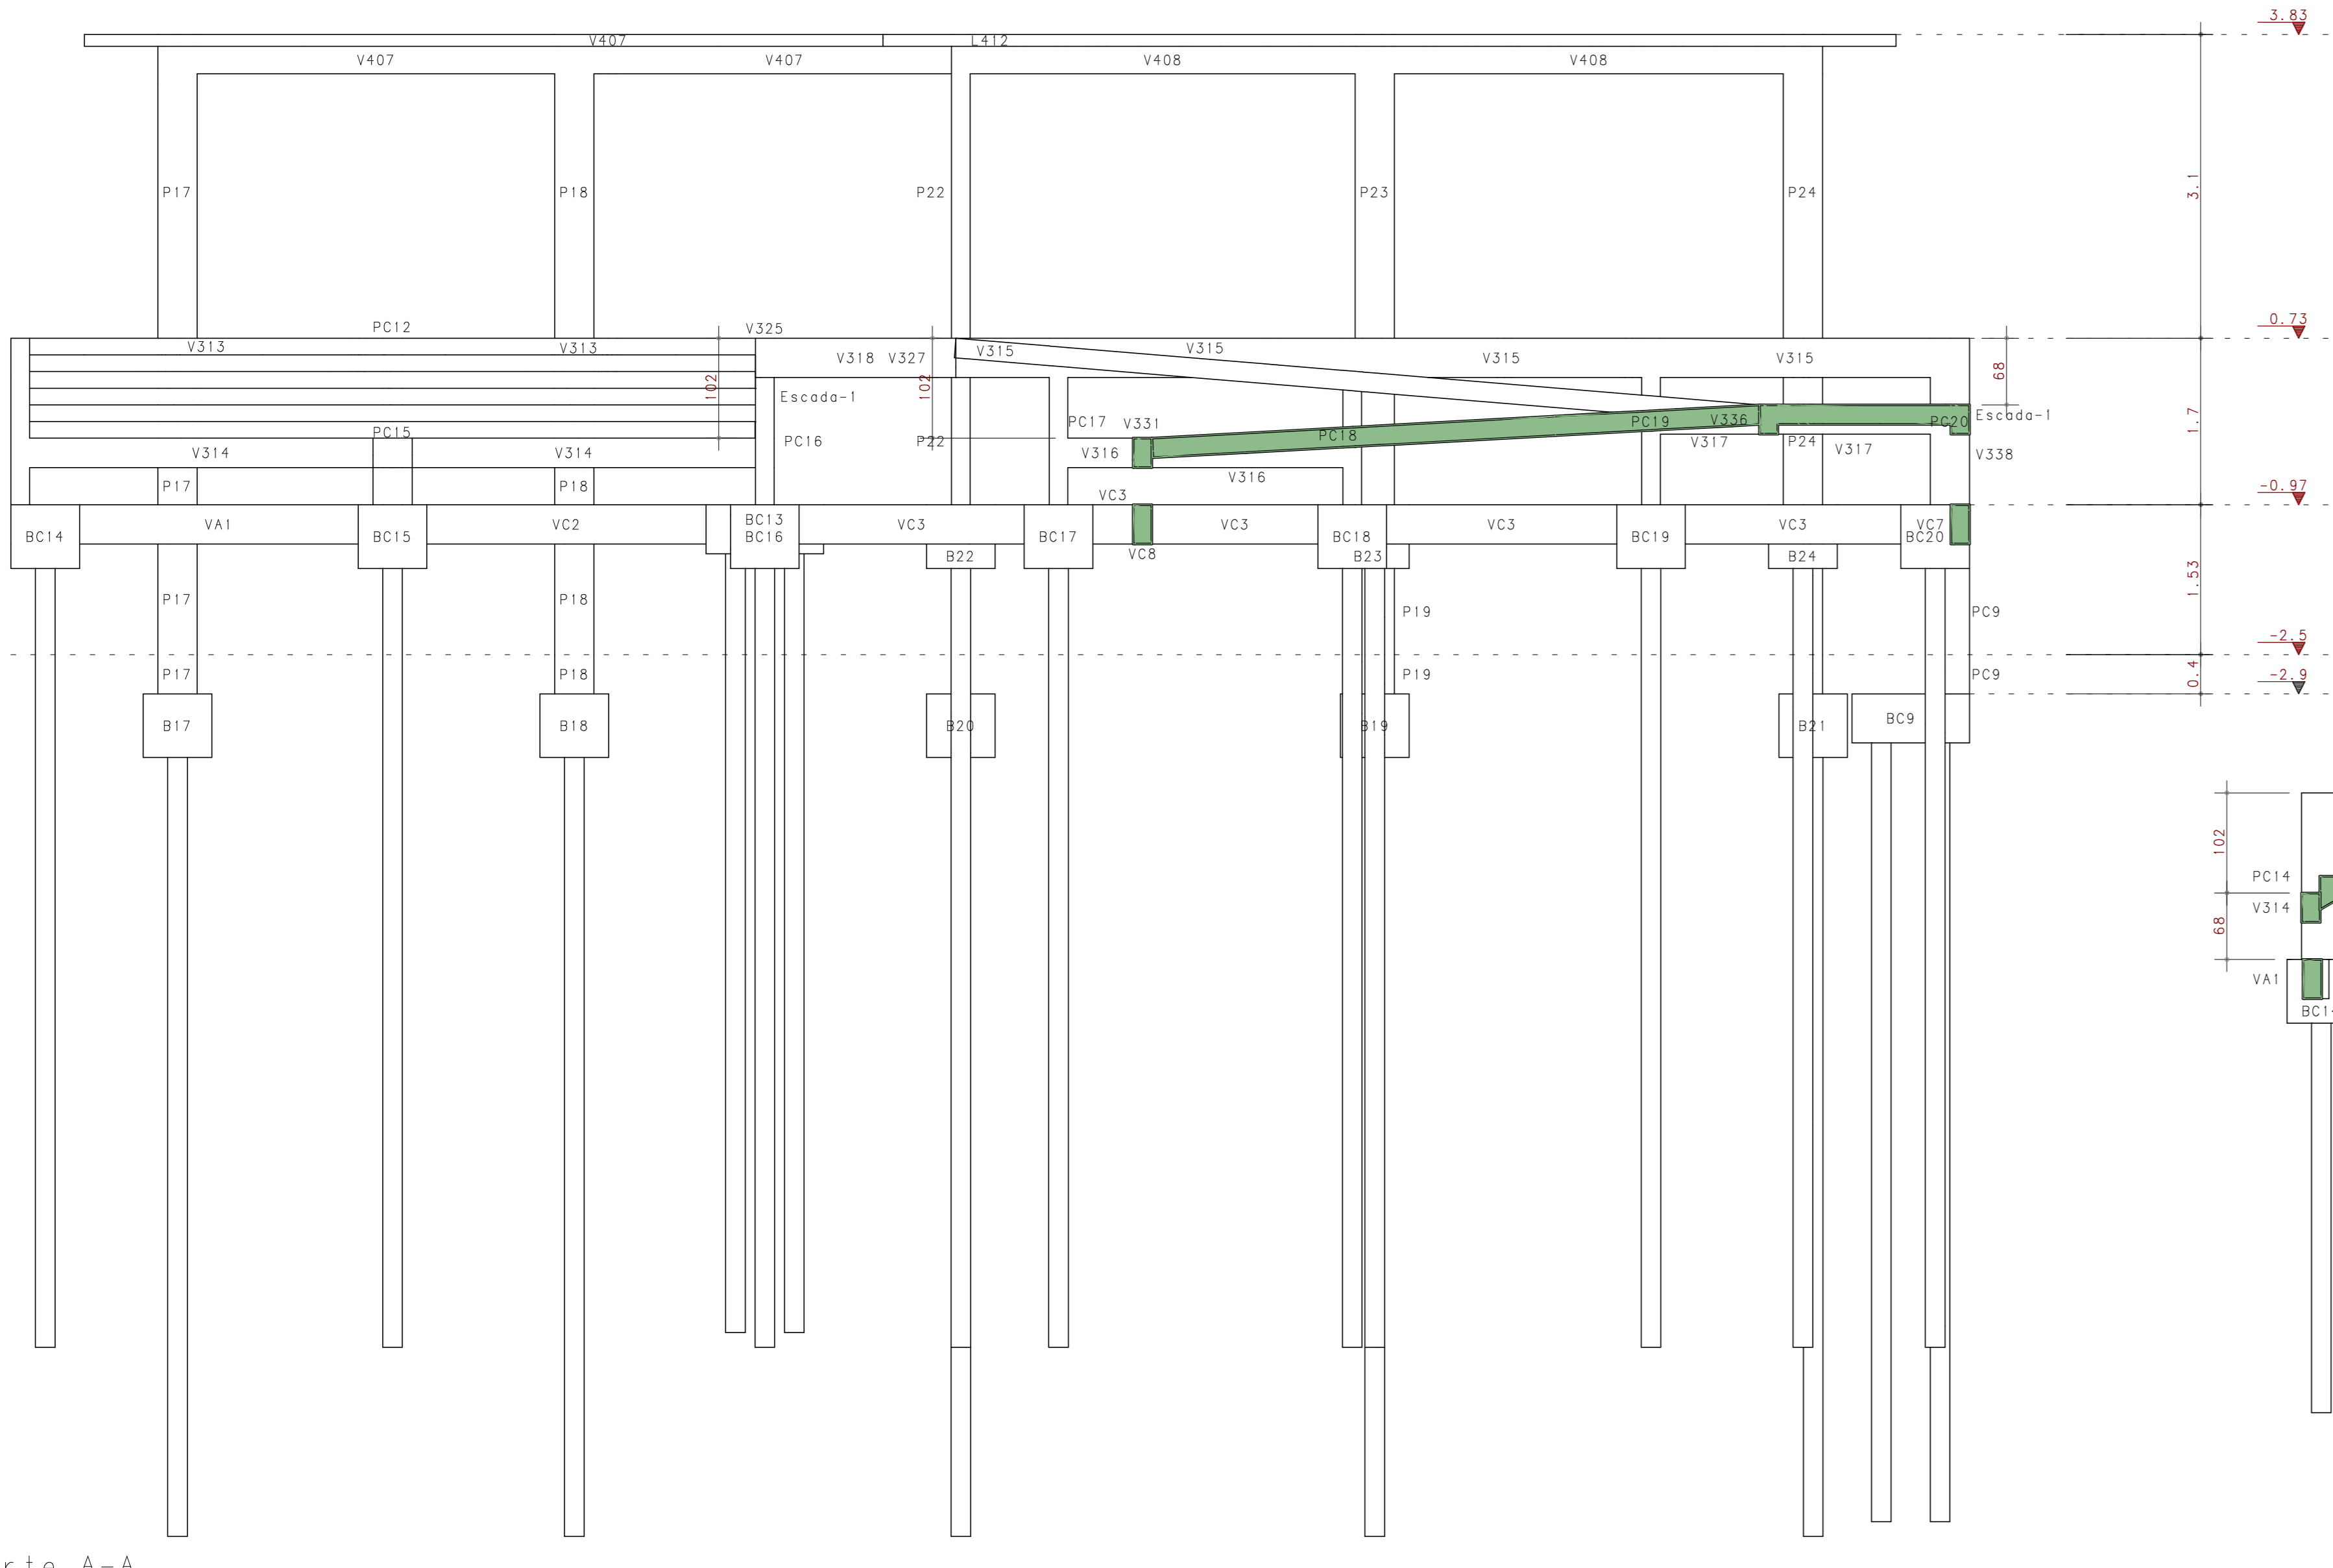 3.83
V407 L412
V407 V407 V408 V408
P17 P18 P22 P23 P24 3.1
0.73
PC12 V325
V313 V313 V318 V327 V315 V315 V315 V315 68
102 102 Escada-1
PC15 PC16 P22 PC17 V331 PC18 PC19 V336 PC20 Escada-1 1.7
V314 V314 V316 V317 P24 V317 V338
P17 P18 V316
VC3 -0.97
BC14 VA1 BC15 VC2 BC13 VC3 VC3 VC3 VC3 VC7
BC16 BC17 BC18 BC19 BC20
B22 VC8 B23 B24
P17 P18 P19 PC9 1.53
-2.5
P17 P18 P19 PC9 0.4
-2.9
B17 B18 B20 B19 B21 BC9
102
PC14
V314
68
VA1
A-A